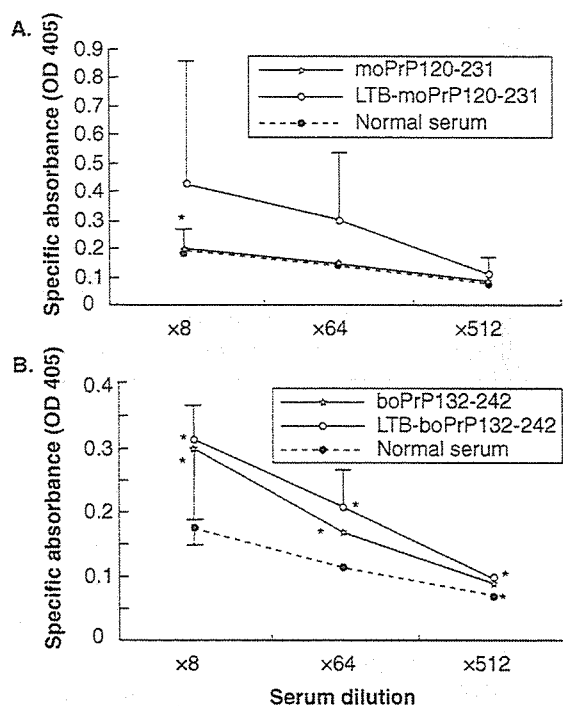 A.
Specific absorbance (OD 405)
0.9
0.8
0.7
0.6
0.5
0.4
0.3
0.2
0.1
0
moPrP120-231
LTB-moPrP120-231
Normal serum
*
×8
×64
×512
B.
Specific absorbance (OD 405)
0.4
0.3
0.2
0.1
0
boPrP132-242
LTB-boPrP132-242
Normal serum
*
*
*
*
*
*
×8
×64
×512
Serum dilution